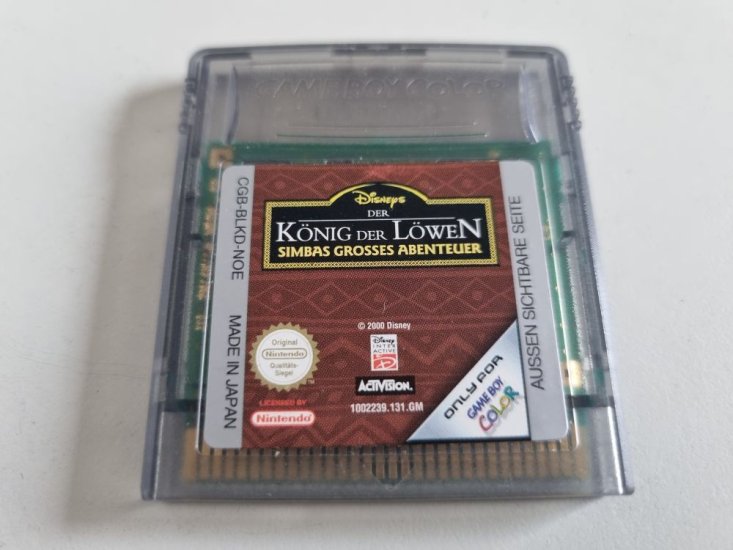 GAME BOY COLOR
CGB-BLKD-NOE
MADE IN JAPAN
Disney's
DER
KÖNIG DER LÖWEN
SIMBAS GROSSES ABENTEUER
© 2000 Disney
Original
Nintendo
Qualitäts-
Siegel
Disney
INTER
ACTIVE
ACTIVISION.
LICENSED BY
Nintendo
1002239.131.GM
ONLY FOR
GAME BOY
COLOR
AUSSEN SICHTBARE SEITE